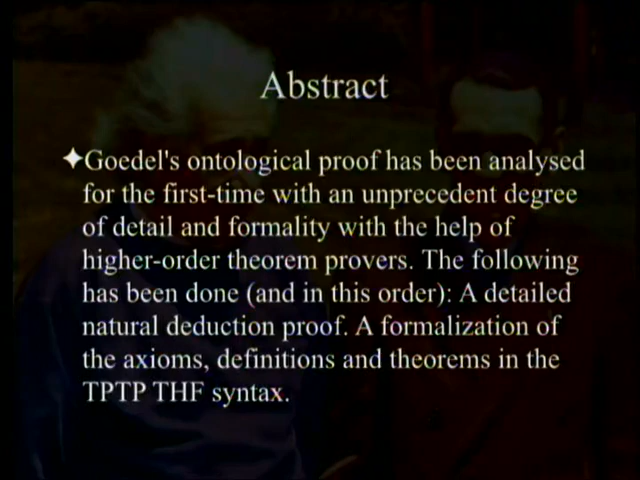 Abstract
✦Goedel's ontological proof has been analysed
for the first-time with an unprecedent degree
of detail and formality with the help of
higher-order theorem provers. The following
has been done (and in this order): A detailed
natural deduction proof. A formalization of
the axioms, definitions and theorems in the
TPTP THF syntax.